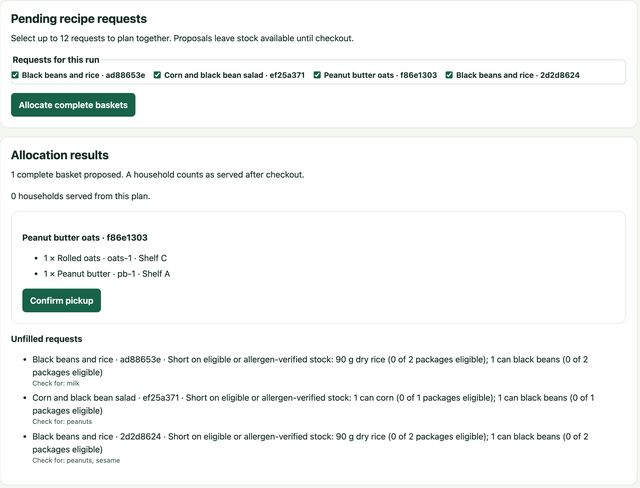 Pending recipe requests
Select up to 12 requests to plan together. Proposals leave stock available until checkout.
Requests for this run
Black beans and rice · ad88653e Corn and black bean salad · ef25a371 Peanut butter oats · f86e1303 Black beans and rice · 2d2d8624
Allocate complete baskets
Allocation results
1 complete basket proposed. A household counts as served after checkout.
0 households served from this plan.
Peanut butter oats · f86e1303
• 1 × Rolled oats · oats-1 · Shelf C
• 1 × Peanut butter · pb-1 · Shelf A
Confirm pickup
Unfilled requests
• Black beans and rice · ad88653e · Short on eligible or allergen-verified stock: 90 g dry rice (0 of 2 packages eligible); 1 can black beans (0 of 2
packages eligible)
Check for: milk
• Corn and black bean salad · ef25a371 · Short on eligible or allergen-verified stock: 1 can corn (0 of 1 packages eligible); 1 can black beans (0 of 1
packages eligible)
Check for: peanuts
• Black beans and rice · 2d2d8624 · Short on eligible or allergen-verified stock: 90 g dry rice (0 of 2 packages eligible); 1 can black beans (0 of 2
packages eligible)
Check for: peanuts, sesame